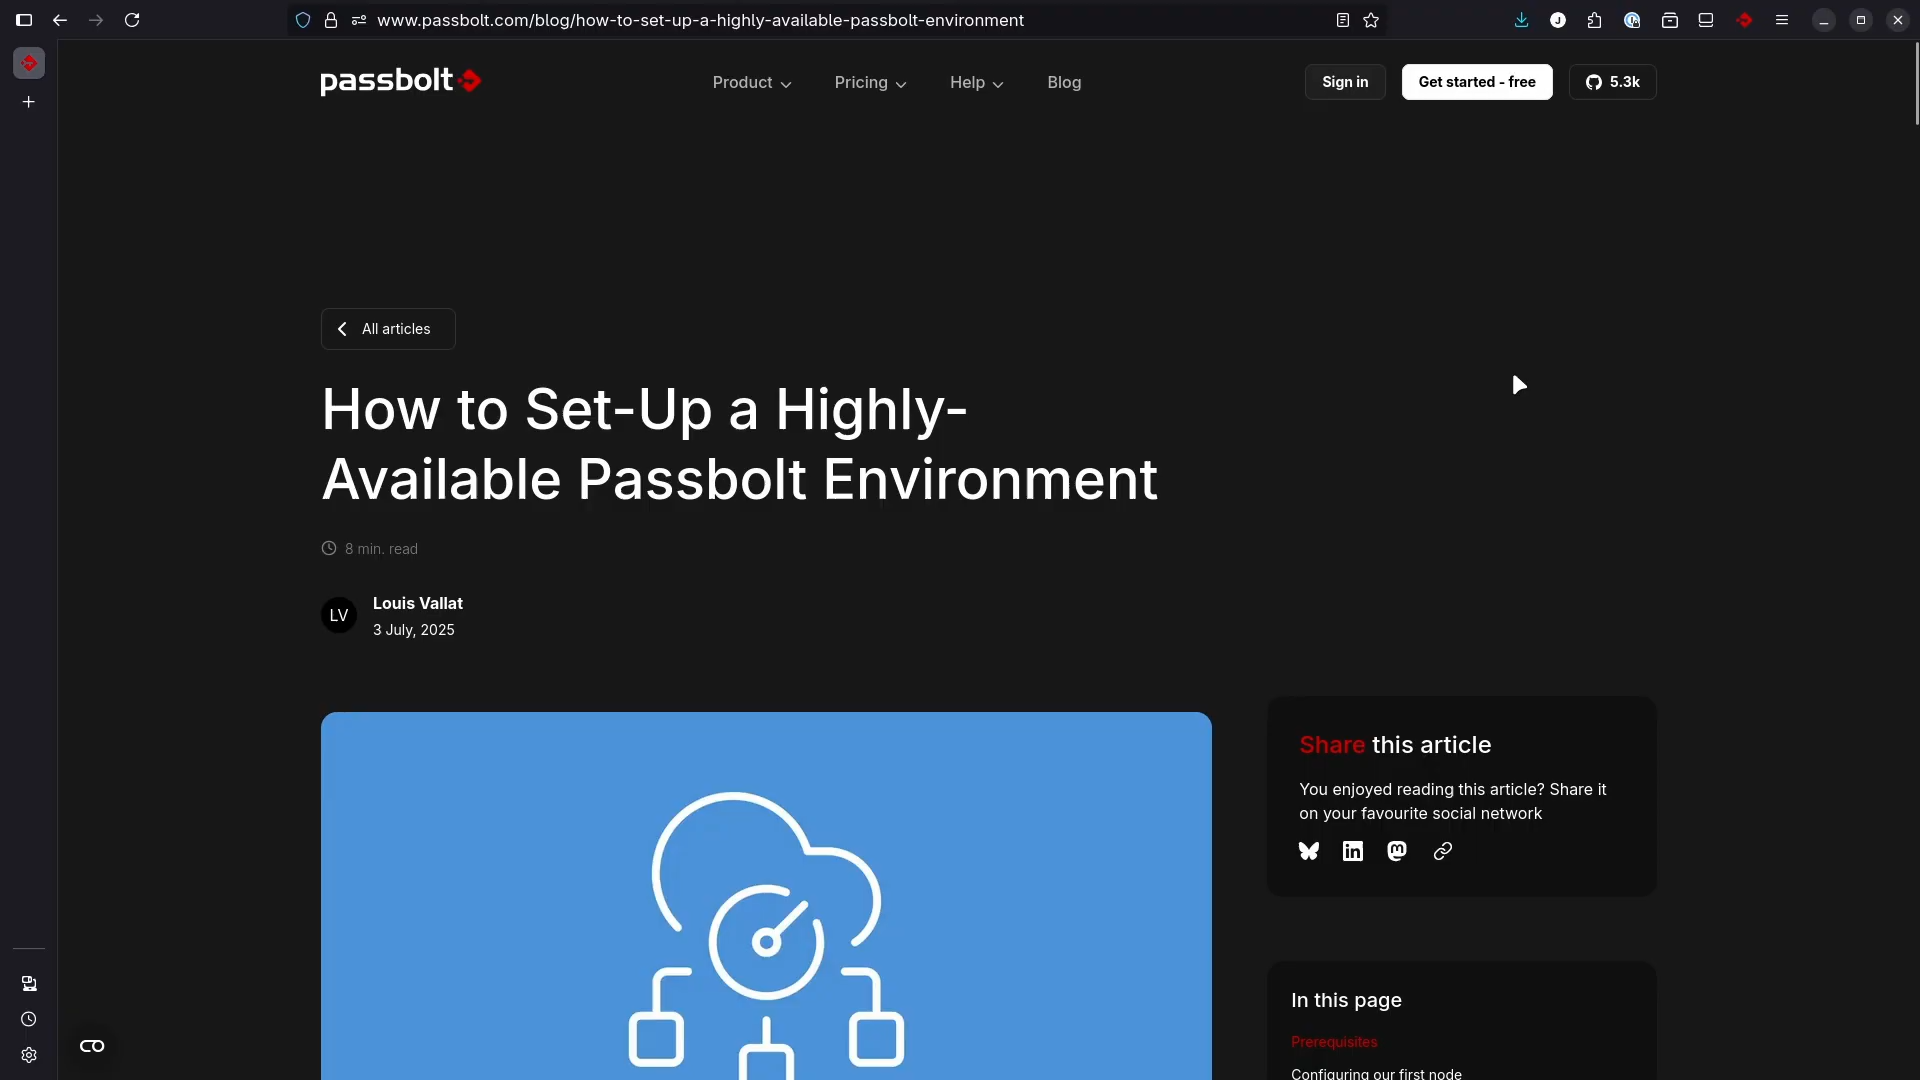 www.passbolt.com/blog/how-to-set-up-a-highly-available-passbolt-environment
J
passbolt
Product
Pricing
Help
Blog
Sign in
Get started - free
5.3k
All articles
How to Set-Up a Highly-
Available Passbolt Environment
8 min. read
LV
Louis Vallat
3 July, 2025
Share this article
You enjoyed reading this article? Share it
on your favourite social network
In this page
Prerequisites
Configuring our first node